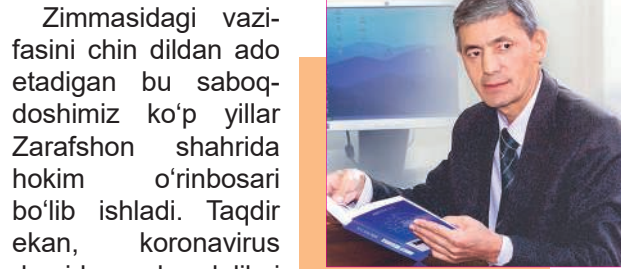 Zimmasidagi vazi-
fasini chin dildan ado
etadigan bu saboq-
doshimiz ko‘p yillar
Zarafshon shahrida
hokim o‘rinbosari
bo‘lib ishladi. Taqdir
ekan, koronavirus